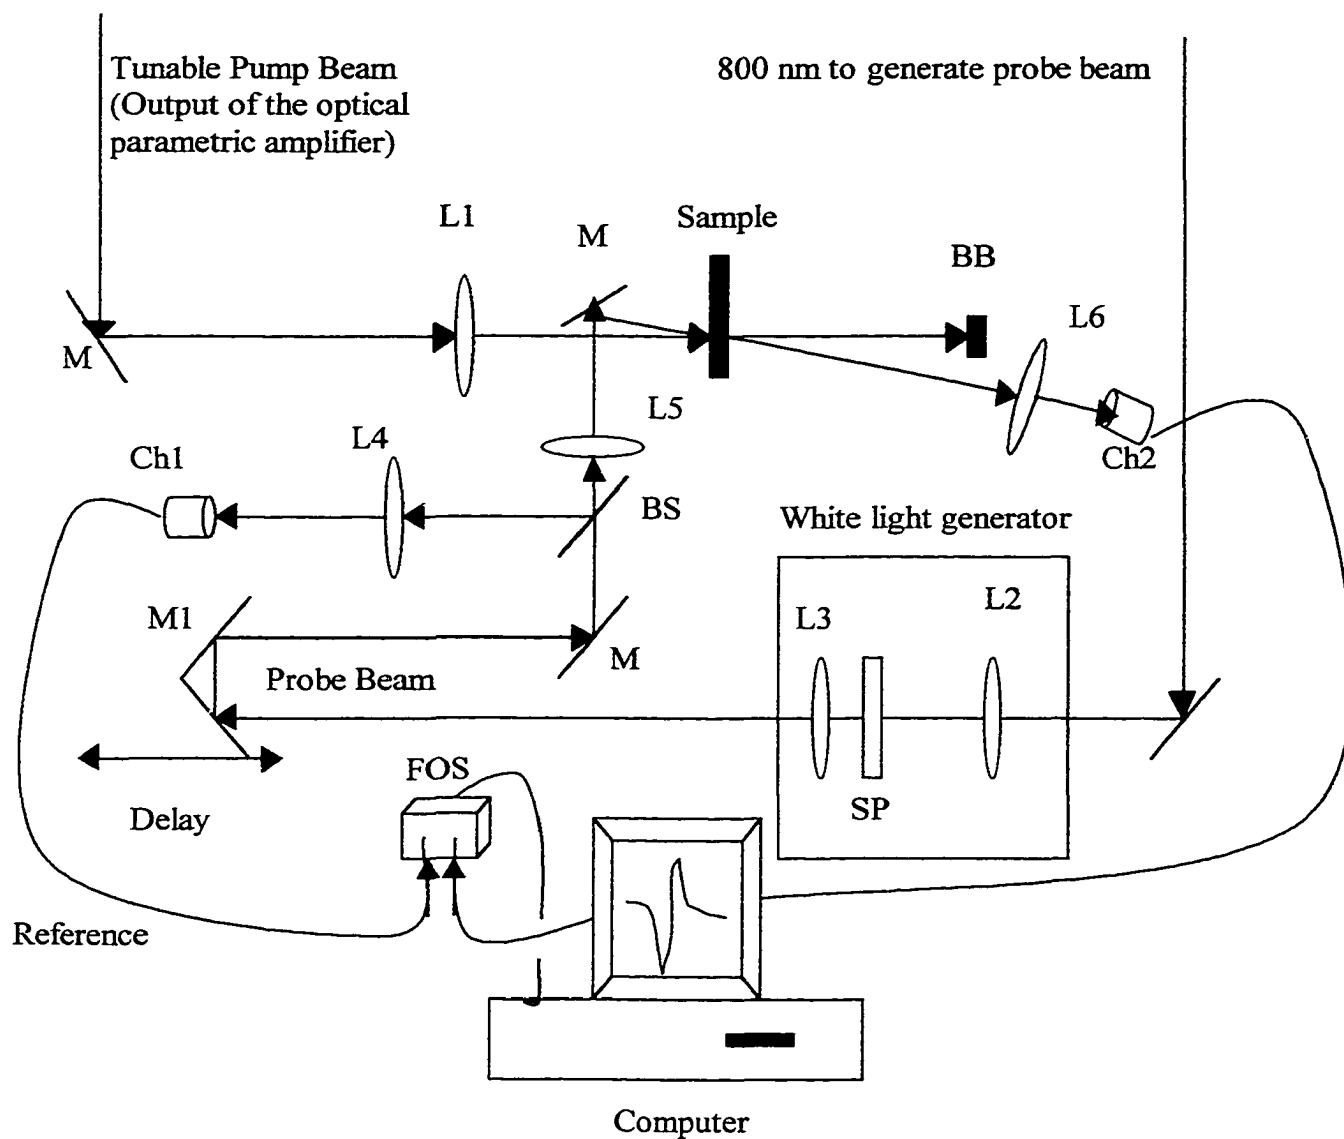 Tunable Pump Beam
(Output of the optical
parametric amplifier)
800 nm to generate probe beam
L1
M
Sample
BB
L6
M
L5
L4
Ch1
Ch2
BS
White light generator
M1
L3
L2
M
Probe Beam
FOS
SP
Delay
Reference
Computer